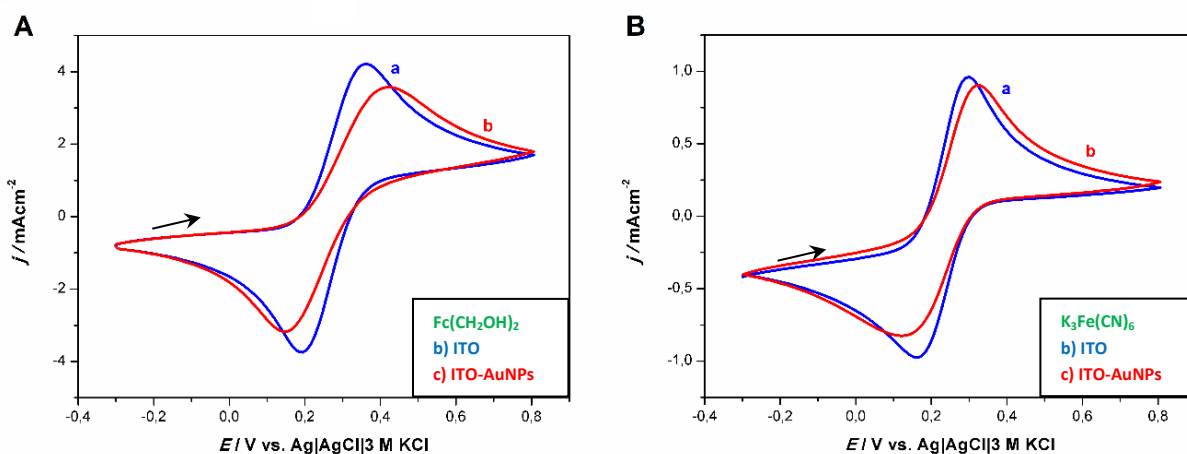 A
j / mAcm-2
4
2
0
-2
-4
a
b
Fc(CH₂OH)₂
b) ITO
c) ITO-AuNPs
-0,4 -0,2 0,0 0,2 0,4 0,6 0,8
E / V vs. Ag|AgCl|3 M KCl
B
j / mAcm-2
1,0
0,5
0,0
-0,5
-1,0
a
b
K₃Fe(CN)₆
b) ITO
c) ITO-AuNPs
-0,4 -0,2 0,0 0,2 0,4 0,6 0,8
E / V vs. Ag|AgCl|3 M KCl